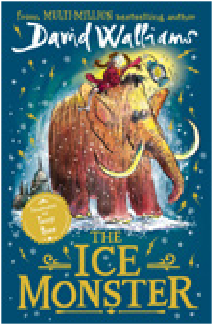 from MULTI-MILLION bestselling author
David Walliams
THE
ICE
MONSTER